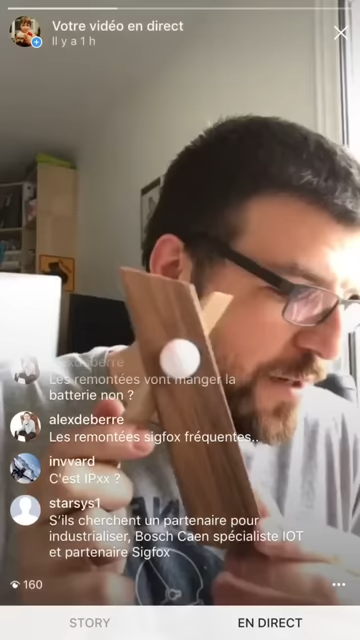 Votre vidéo en direct
Il y a 1 h
alexdeberre
Les remontées vont manger la
batterie non ?
alexdeberre
Les remontées sigfox fréquentes..
invvard
C'est IPxx ?
starsys1
S'ils cherchent un partenaire pour
industrialiser, Bosch Caen spécialiste IOT
et partenaire Sigfox
160
STORY
EN DIRECT